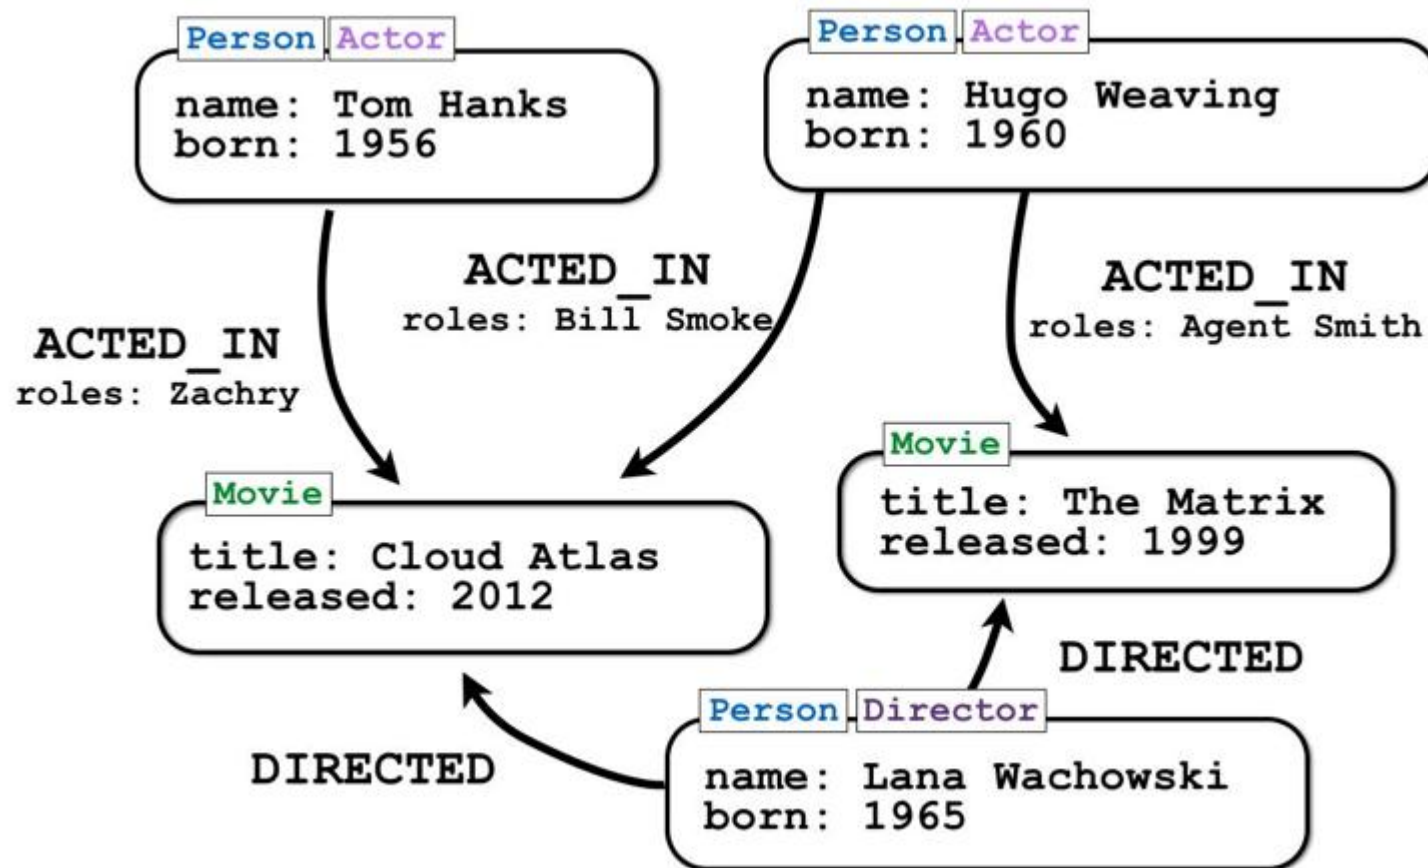 Person Actor
name: Tom Hanks
born: 1956
Person Actor
name: Hugo Weaving
born: 1960
ACTED_IN
roles: Zachry
ACTED_IN
roles: Bill Smoke
ACTED_IN
roles: Agent Smith
Movie
title: Cloud Atlas
released: 2012
Movie
title: The Matrix
released: 1999
DIRECTED
DIRECTED
Person Director
name: Lana Wachowski
born: 1965